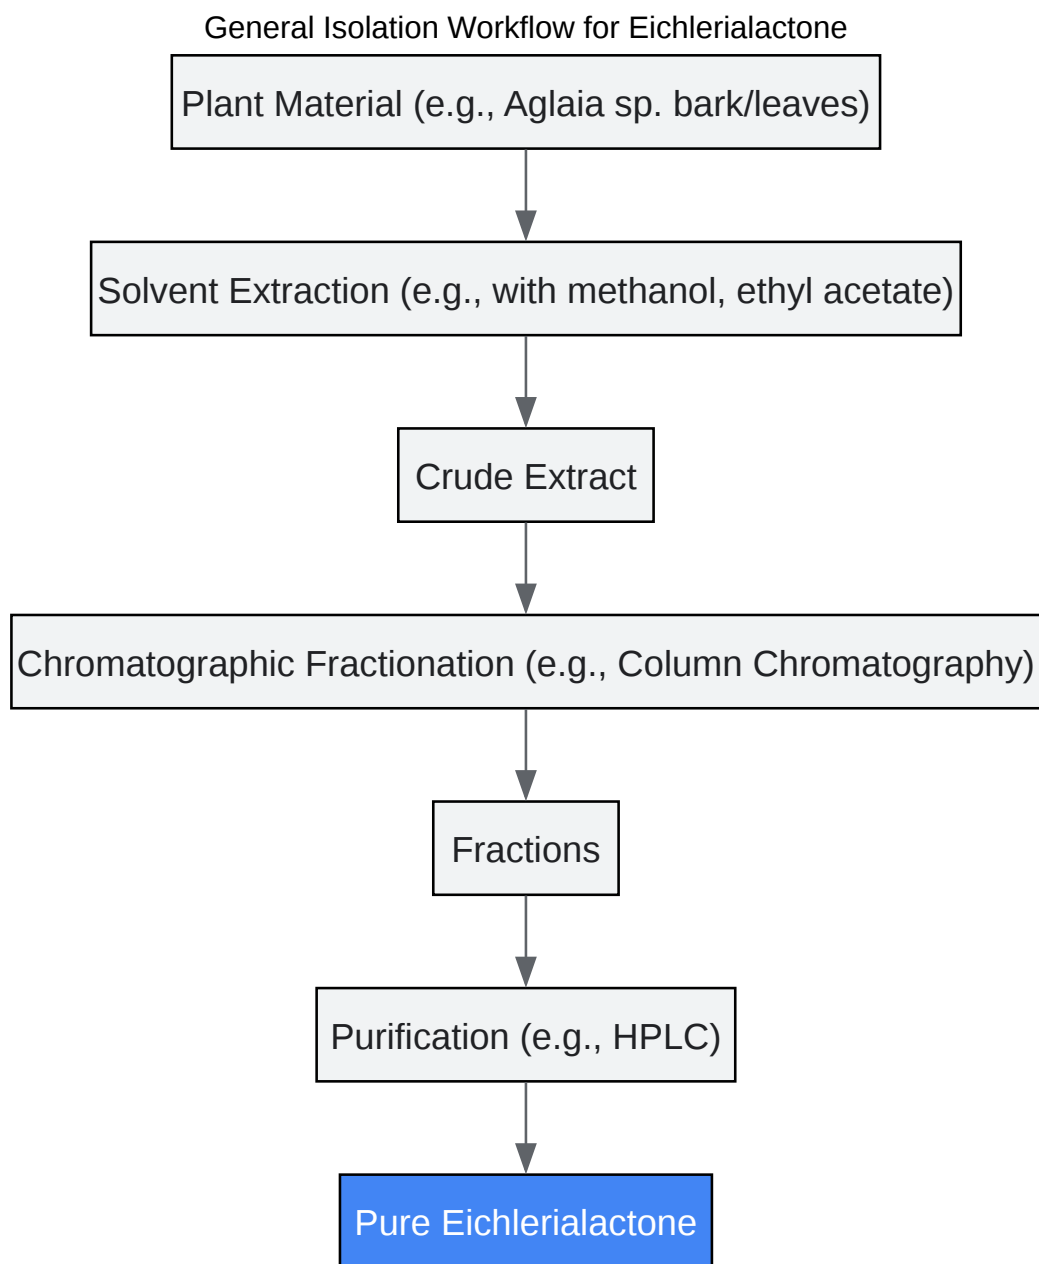 General Isolation Workflow for Eichlerialactone
Plant Material (e.g., Aglaia sp. bark/leaves)
Solvent Extraction (e.g., with methanol, ethyl acetate)
Crude Extract
Chromatographic Fractionation (e.g., Column Chromatography)
Fractions
Purification (e.g., HPLC)
Pure Eichlerialactone